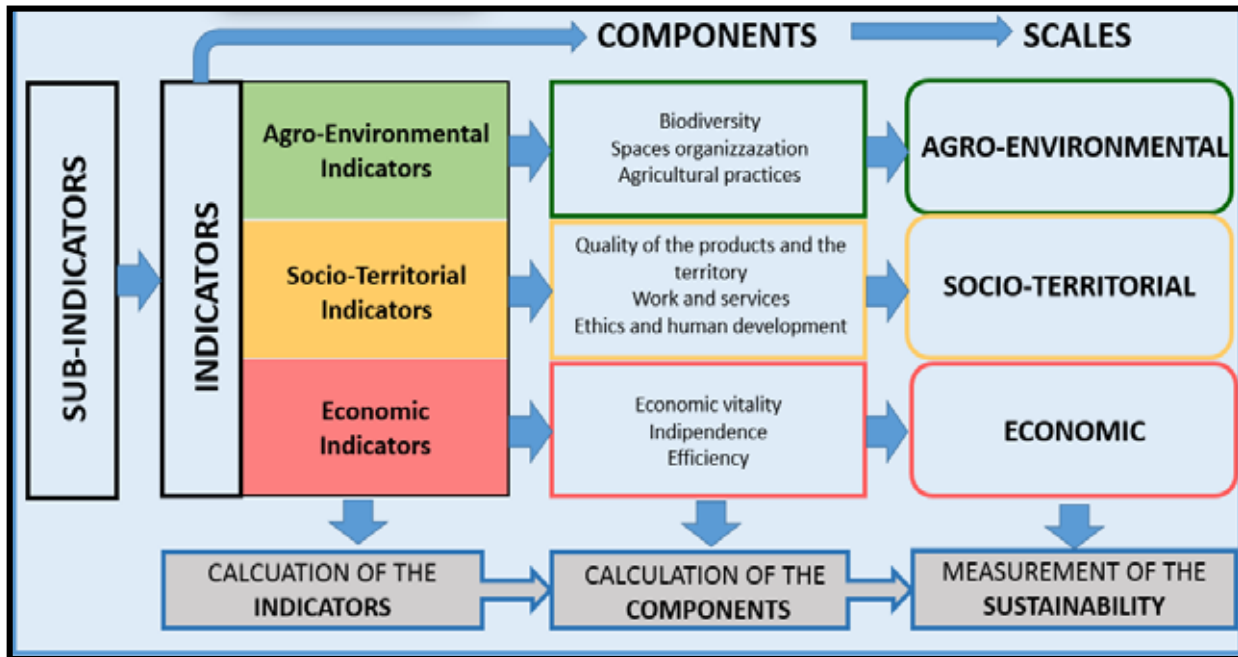 COMPONENTS
SCALES
SUB-INDICATORS
INDICATORS
Agro-Environmental
Indicators
Biodiversity
Spaces organizzazation
Agricultural practices
AGRO-ENVIRONMENTAL
Socio-Territorial
Indicators
Quality of the products and the
territory
Work and services
Ethics and human development
SOCIO-TERRITORIAL
Economic
Indicators
Economic vitality
Indipendence
Efficiency
ECONOMIC
CALCUATION OF THE
INDICATORS
CALCULATION OF THE
COMPONENTS
MEASUREMENT OF THE
SUSTAINABILITY